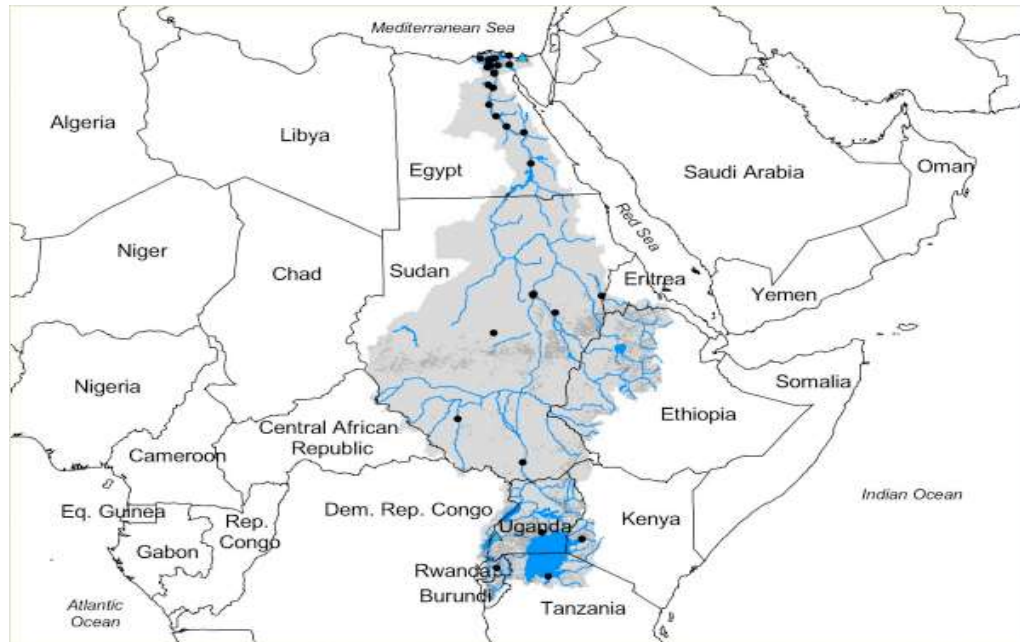 Mediterranean Sea
Algeria
Libya
Egypt
Saudi Arabia
Oman
Red Sea
Niger
Chad
Sudan
Eritrea
Yemen
Nigeria
Somalia
Ethiopia
Central African
Republic
Cameroon
Indian Ocean
Eq. Guinea
Rep.
Congo
Dem. Rep. Congo
Uganda
Kenya
Gabon
Rwanda
Burundi
Atlantic
Ocean
Tanzania